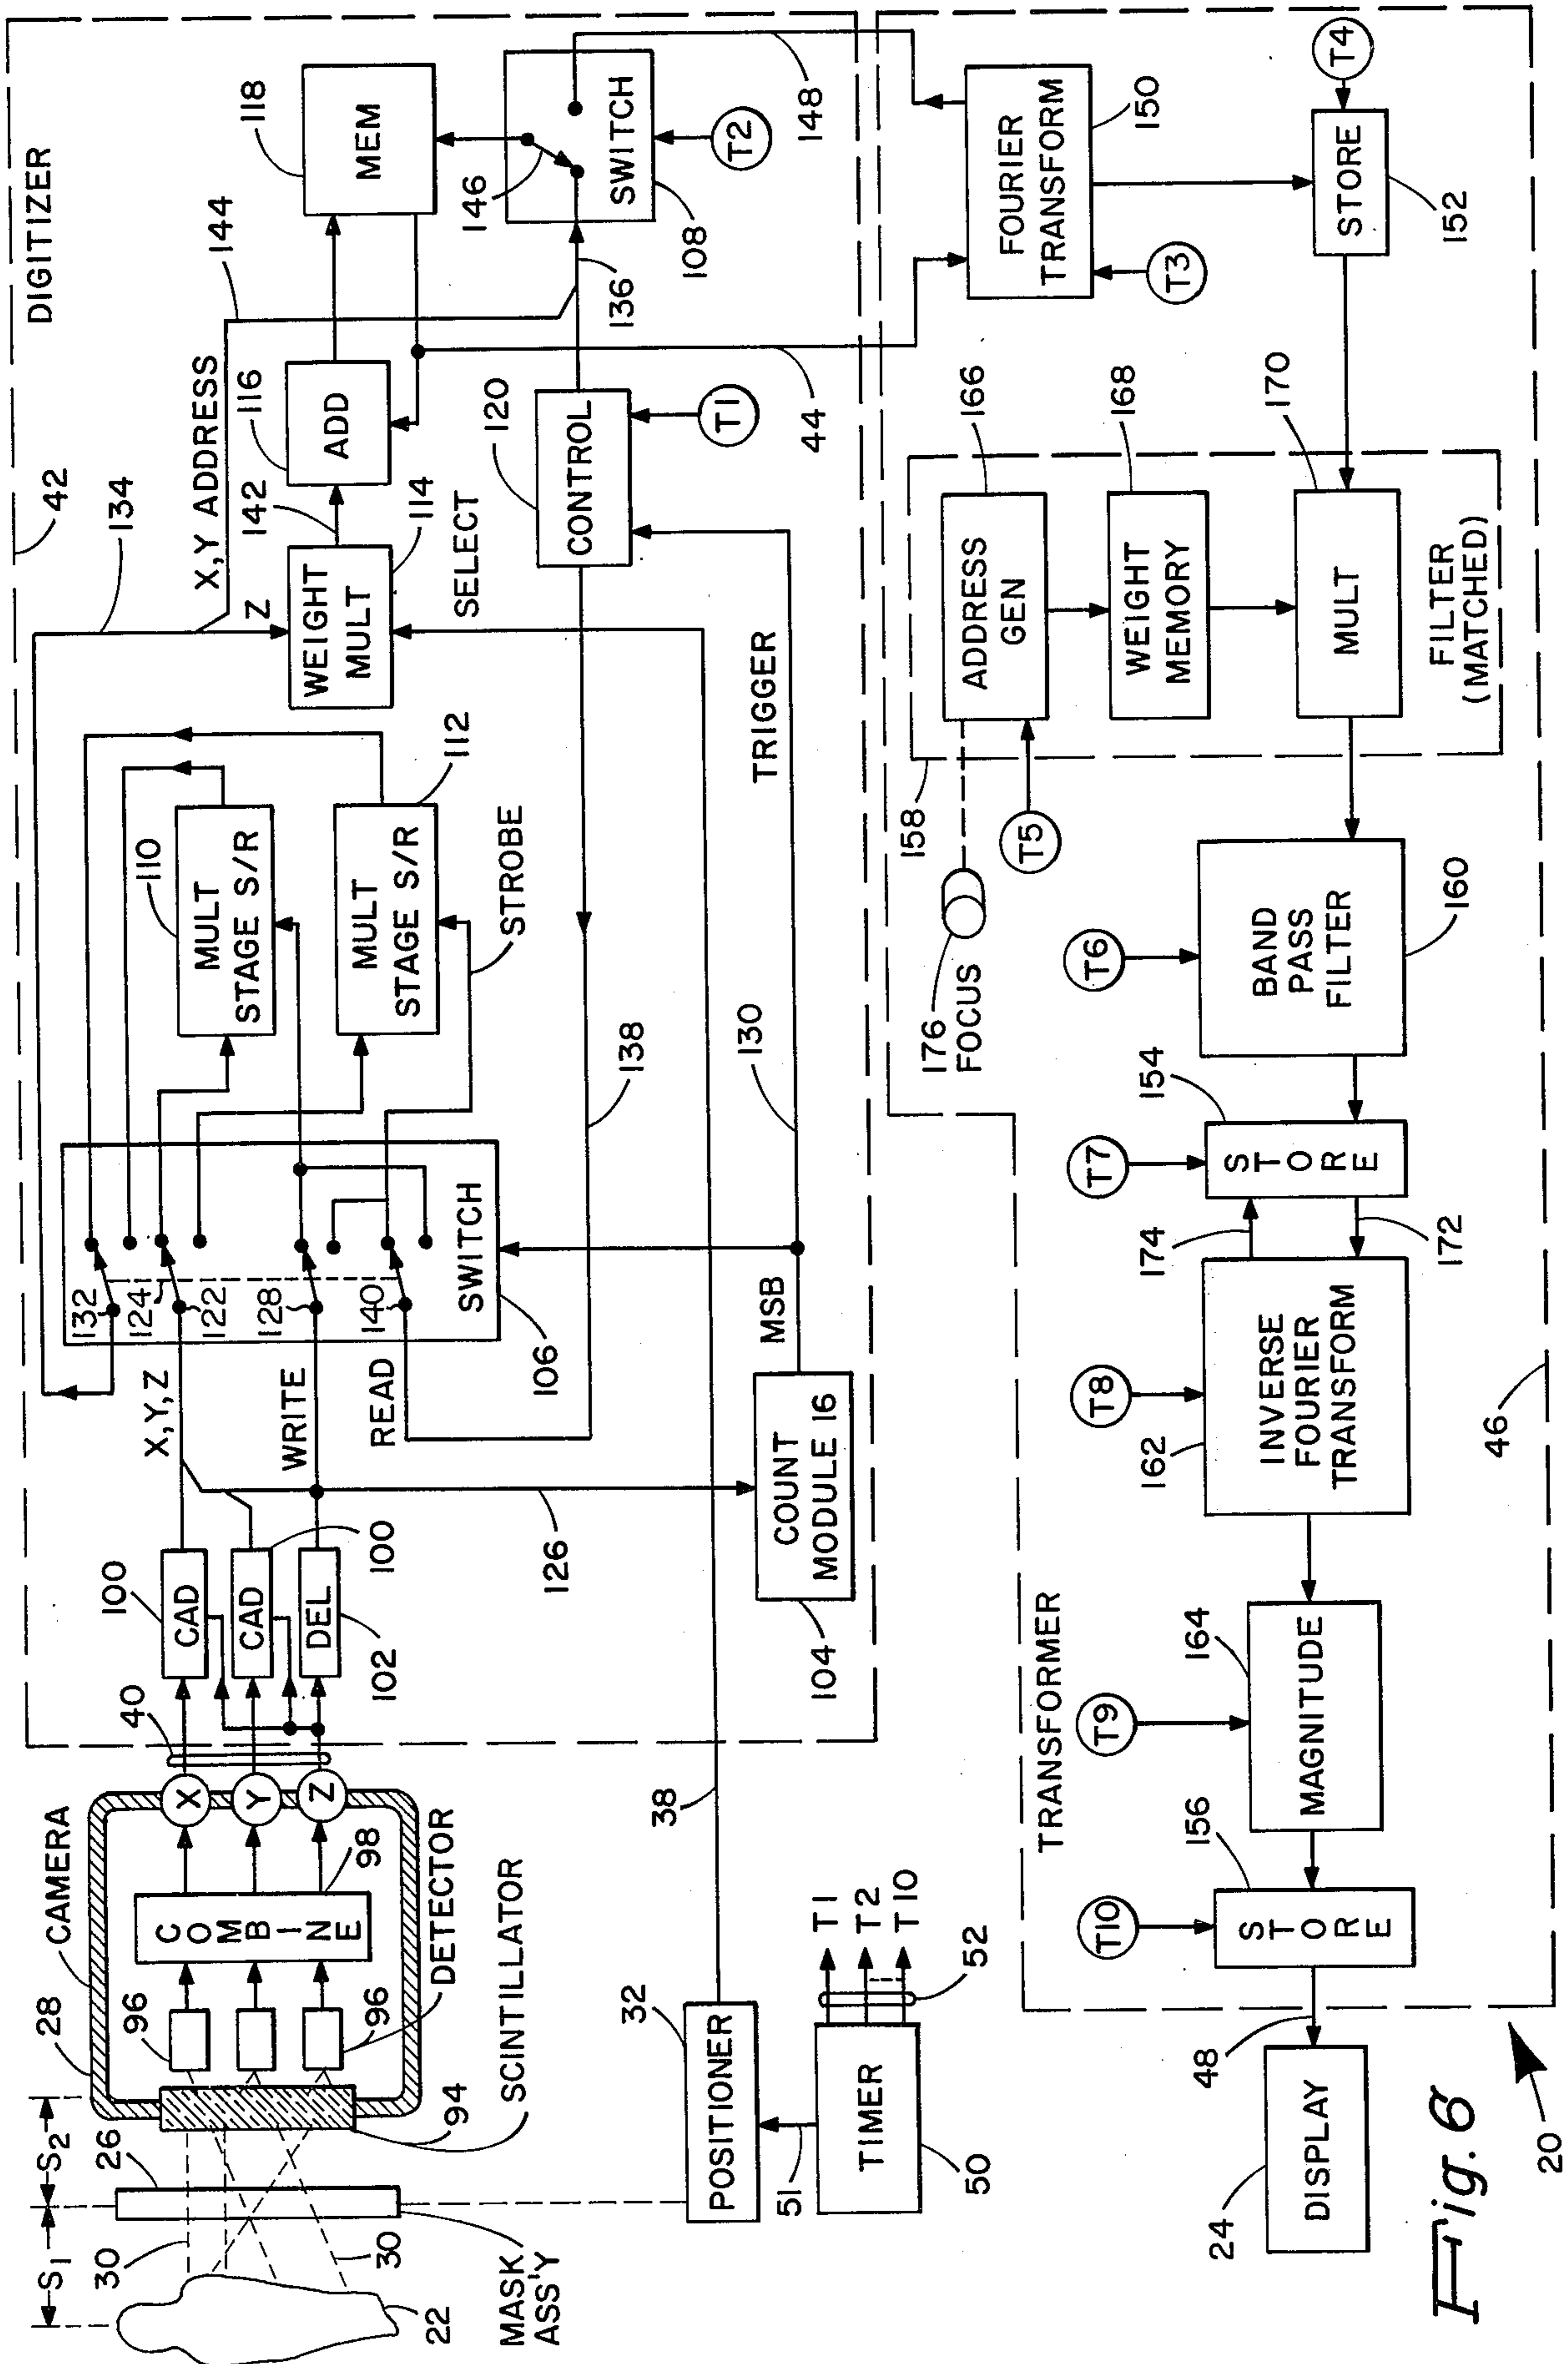 S1
S2
22
30
30
MASK
ASS'Y
26
28
CAMERA
96
96
94
SCINTILLATOR
DETECTOR
C
O
M
B
I
N
E
98
X
Y
Z
40
DIGITIZER
42
100
CAD
100
CAD
DEL
102
X,Y,Z
WRITE
READ
126
COUNT
MODULE 16
104
MSB
132
124
122
128
140
SWITCH
106
110
MULT
STAGE S/R
112
MULT
STAGE S/R
STROBE
138
130
TRIGGER
134
X,Y ADDRESS
Z
WEIGHT
MULT
114
SELECT
142
116
ADD
144
118
MEM
146
SWITCH
108
T2
136
120
CONTROL
T1
44
148
38
32
POSITIONER
51
TIMER
50
T1
T2
T10
52
TRANSFORMER
46
FOURIER
TRANSFORM
150
T3
STORE
152
T4
158
ADDRESS
GEN
166
WEIGHT
MEMORY
168
MULT
170
FILTER
(MATCHED)
T5
176
FOCUS
T6
BAND
PASS
FILTER
160
154
T7
S
T
O
R
E
174
172
T8
162
INVERSE
FOURIER
TRANSFORM
T9
164
MAGNITUDE
156
T10
S
T
O
R
E
48
24
DISPLAY
20
Fig. 6